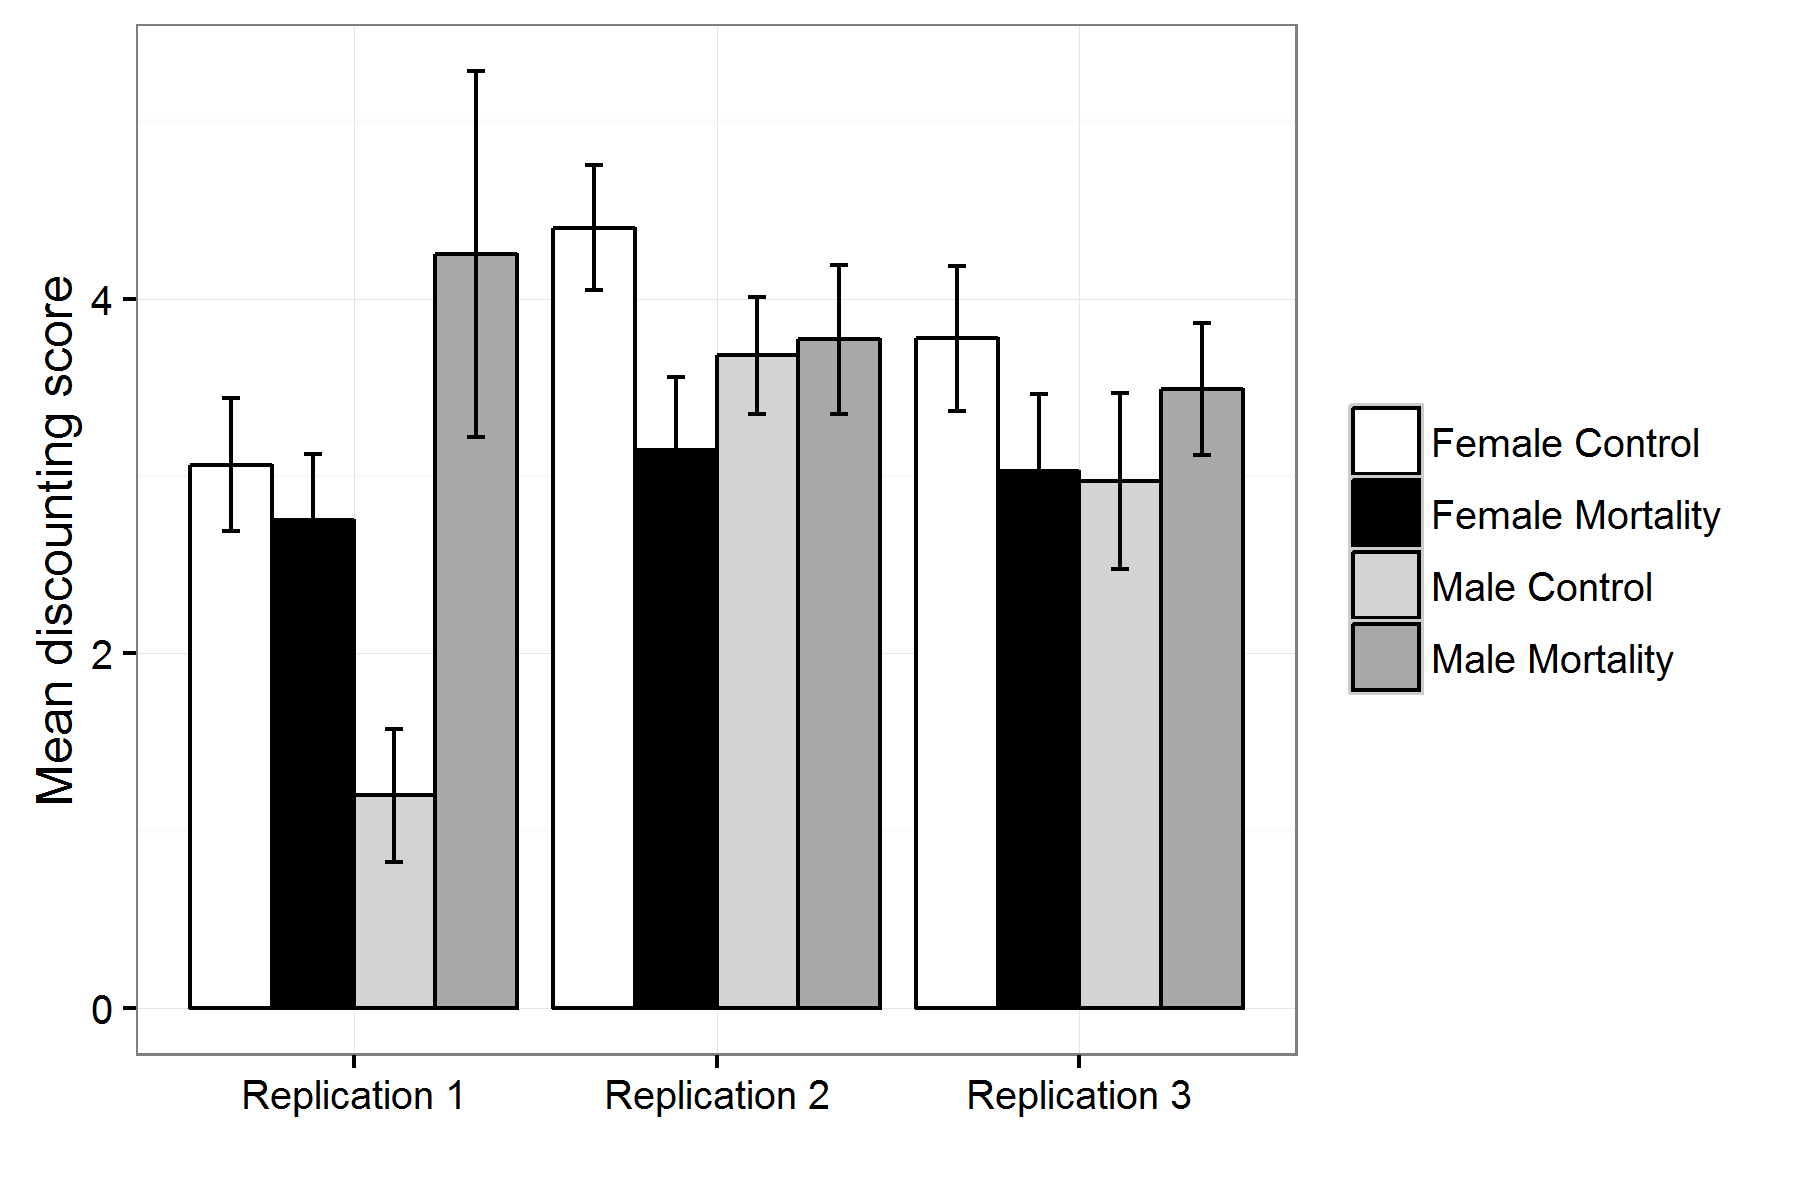 Mean discounting score
4
2
0
Replication 1
Replication 2
Replication 3
Female Control
Female Mortality
Male Control
Male Mortality